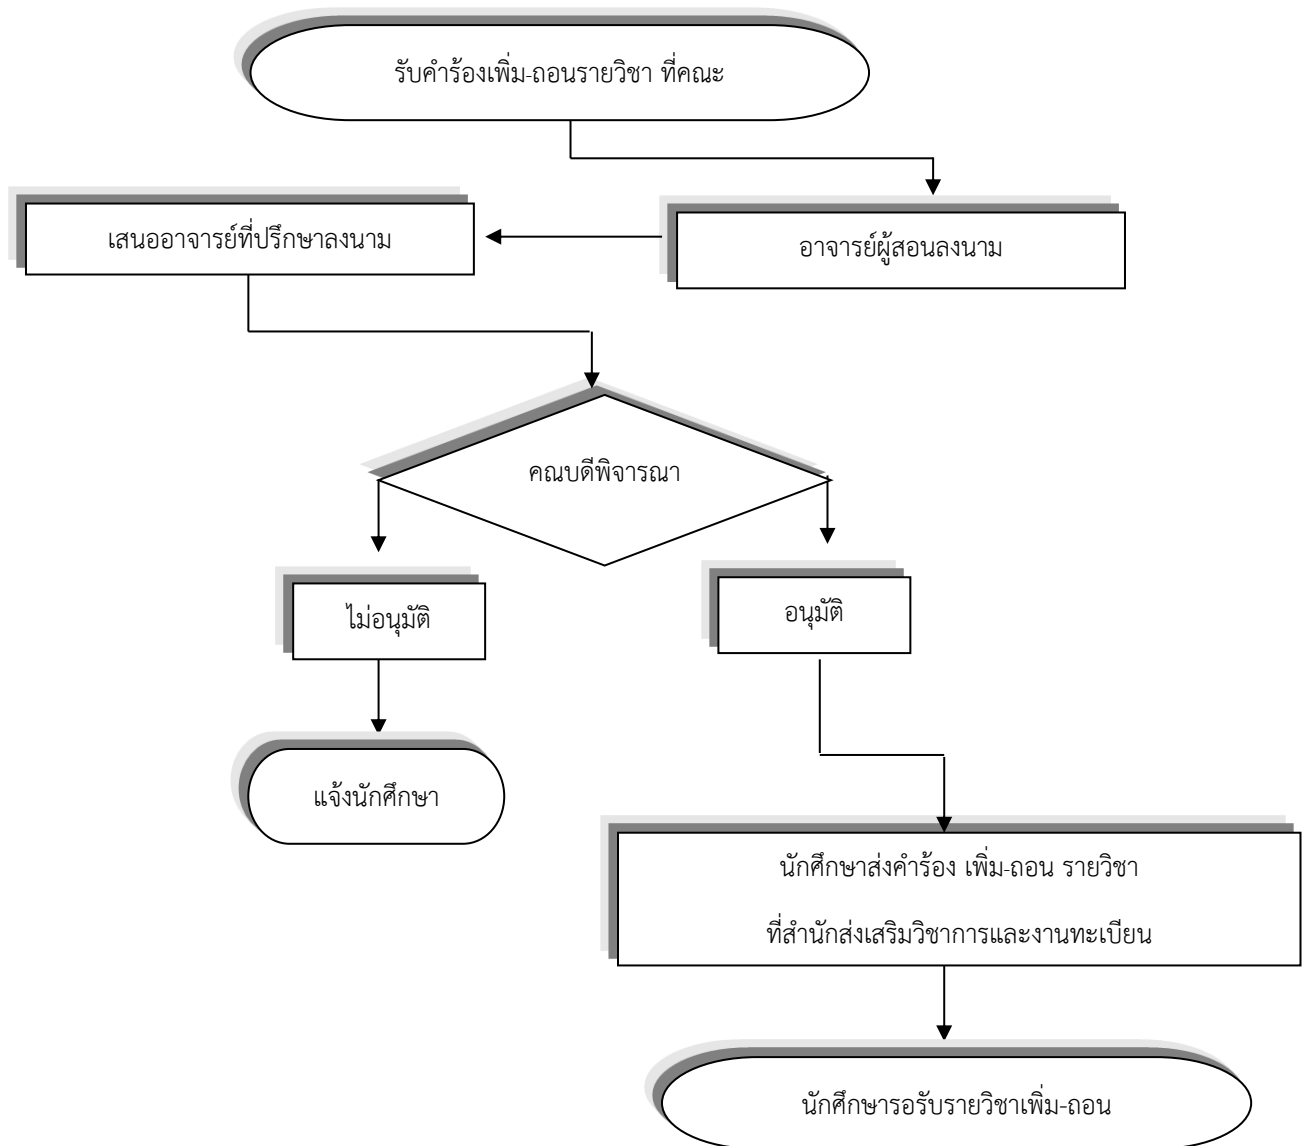 รับคำร้องเพิ่ม-ถอนรายวิชา ที่คณะ
อาจารย์ผู้สอนลงนาม
เสนออาจารย์ที่ปรึกษาลงนาม
คณบดีพิจารณา
ไม่อนุมัติ
อนุมัติ
แจ้งนักศึกษา
นักศึกษาส่งคำร้อง เพิ่ม-ถอน รายวิชา
ที่สำนักส่งเสริมวิชาการและงานทะเบียน
นักศึกษารอรับรายวิชาเพิ่ม-ถอน